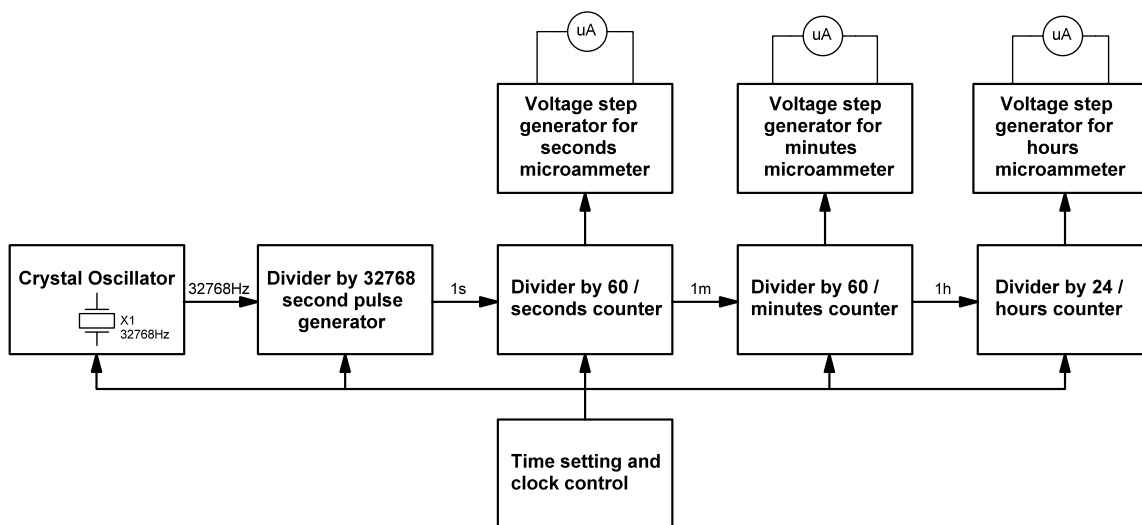 uA
uA
uA
Voltage step
generator for
seconds
microammeter
Voltage step
generator for
minutes
microammeter
Voltage step
generator for
hours
microammeter
Crystal Oscillator
X1
32768Hz
32768Hz
Divider by 32768
second pulse
generator
1s
Divider by 60 /
seconds counter
1m
Divider by 60 /
minutes counter
1h
Divider by 24 /
hours counter
Time setting and
clock control